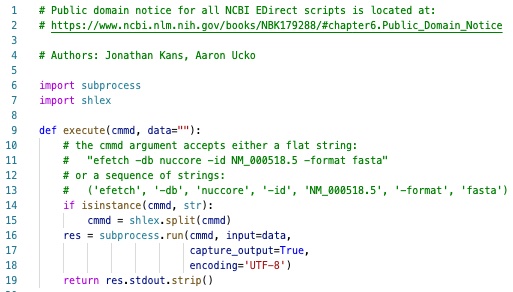 1 # Public domain notice for all NCBI EDirect scripts is located at:
2 # https://www.ncbi.nlm.nih.gov/books/NBK179288/#chapter6.Public_Domain_Notice
3
4 # Authors: Jonathan Kans, Aaron Ucko
5
6 import subprocess
7 import shlex
8
9 def execute(cmmd, data=""):
10     # the cmmd argument accepts either a flat string:
11     #   "efetch -db nuccore -id NM_000518.5 -format fasta"
12     # or a sequence of strings:
13     #   ('efetch', '-db', 'nuccore', '-id', 'NM_000518.5', '-format', 'fasta')
14     if isinstance(cmmd, str):
15         cmmd = shlex.split(cmmd)
16     res = subprocess.run(cmmd, input=data,
17                          capture_output=True,
18                          encoding='UTF-8')
19     return res.stdout.strip()